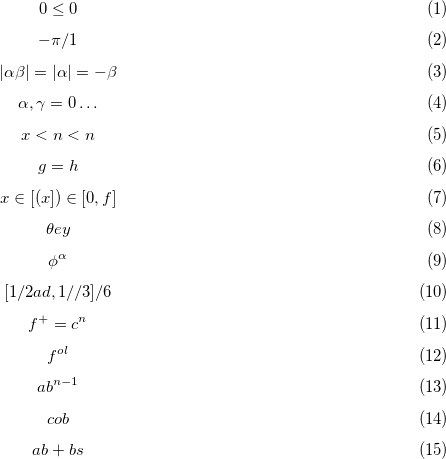 0 ≤ 0 (1)
−π/1 (2)
|αβ| = |α| = −β (3)
α, γ = 0 … (4)
x < n < n (5)
g = h (6)
x ∈ [(x]) ∈ [0, f] (7)
θey (8)
ϕ^α (9)
[1/2ad, 1//3]/6 (10)
f^+ = c^n (11)
f^{ol} (12)
ab^{n−1} (13)
cob (14)
ab + bs (15)